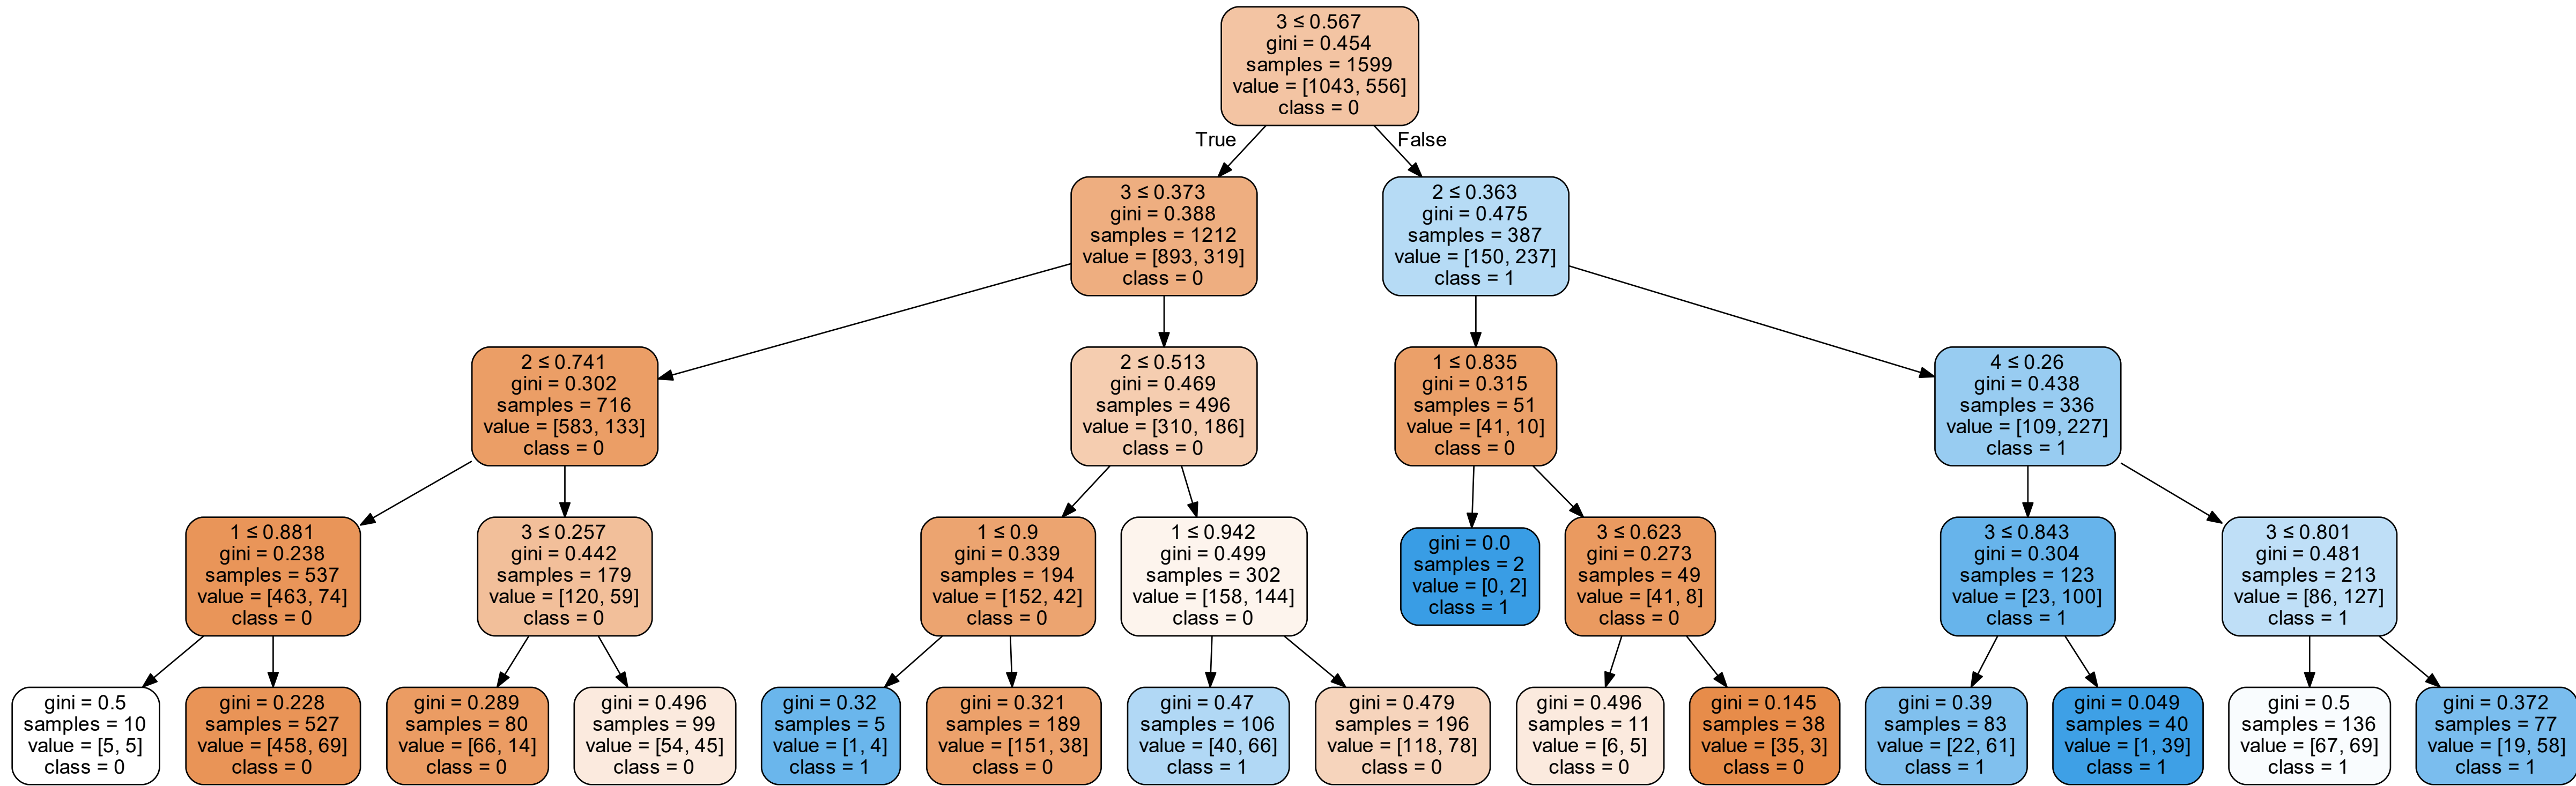 3 ≤ 0.567
gini = 0.454
samples = 1599
value = [1043, 556]
class = 0
True
False
3 ≤ 0.373
gini = 0.388
samples = 1212
value = [893, 319]
class = 0
2 ≤ 0.363
gini = 0.475
samples = 387
value = [150, 237]
class = 1
2 ≤ 0.741
gini = 0.302
samples = 716
value = [583, 133]
class = 0
2 ≤ 0.513
gini = 0.469
samples = 496
value = [310, 186]
class = 0
1 ≤ 0.835
gini = 0.315
samples = 51
value = [41, 10]
class = 0
4 ≤ 0.26
gini = 0.438
samples = 336
value = [109, 227]
class = 1
1 ≤ 0.881
gini = 0.238
samples = 537
value = [463, 74]
class = 0
3 ≤ 0.257
gini = 0.442
samples = 179
value = [120, 59]
class = 0
1 ≤ 0.9
gini = 0.339
samples = 194
value = [152, 42]
class = 0
1 ≤ 0.942
gini = 0.499
samples = 302
value = [158, 144]
class = 0
gini = 0.0
samples = 2
value = [0, 2]
class = 1
3 ≤ 0.623
gini = 0.273
samples = 49
value = [41, 8]
class = 0
3 ≤ 0.843
gini = 0.304
samples = 123
value = [23, 100]
class = 1
3 ≤ 0.801
gini = 0.481
samples = 213
value = [86, 127]
class = 1
gini = 0.5
samples = 10
value = [5, 5]
class = 0
gini = 0.228
samples = 527
value = [458, 69]
class = 0
gini = 0.289
samples = 80
value = [66, 14]
class = 0
gini = 0.496
samples = 99
value = [54, 45]
class = 0
gini = 0.32
samples = 5
value = [1, 4]
class = 1
gini = 0.321
samples = 189
value = [151, 38]
class = 0
gini = 0.47
samples = 106
value = [40, 66]
class = 1
gini = 0.479
samples = 196
value = [118, 78]
class = 0
gini = 0.496
samples = 11
value = [6, 5]
class = 0
gini = 0.145
samples = 38
value = [35, 3]
class = 0
gini = 0.39
samples = 83
value = [22, 61]
class = 1
gini = 0.049
samples = 40
value = [1, 39]
class = 1
gini = 0.5
samples = 136
value = [67, 69]
class = 1
gini = 0.372
samples = 77
value = [19, 58]
class = 1